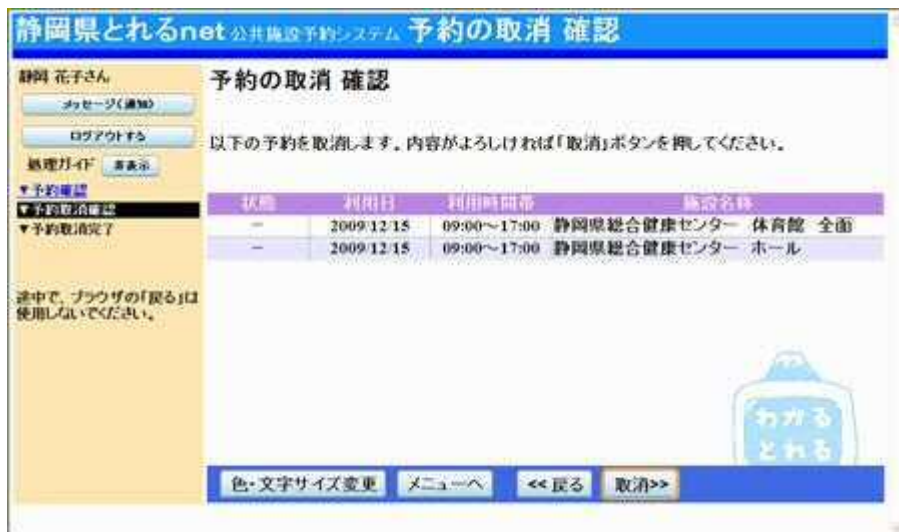 静岡県とれるnet 公共施設予約システム 予約の取消 確認
静岡 花子さん
メッセージ(通知)
ログアウトする
処理ガイド 非表示
▼予約確認
▼予約取消確認
▼予約取消完了
途中で、ブラウザの「戻る」は
使用しないでください。
予約の取消 確認
以下の予約を取消します。内容がよろしければ「取消」ボタンを押してください。
状態 利用日 利用時間帯 施設名称
− 2009/12/15 09:00～17:00 静岡県総合健康センター 体育館 全面
− 2009/12/15 09:00～17:00 静岡県総合健康センター ホール
わかる
とれる
色・文字サイズ変更 メニューへ <<戻る 取消>>